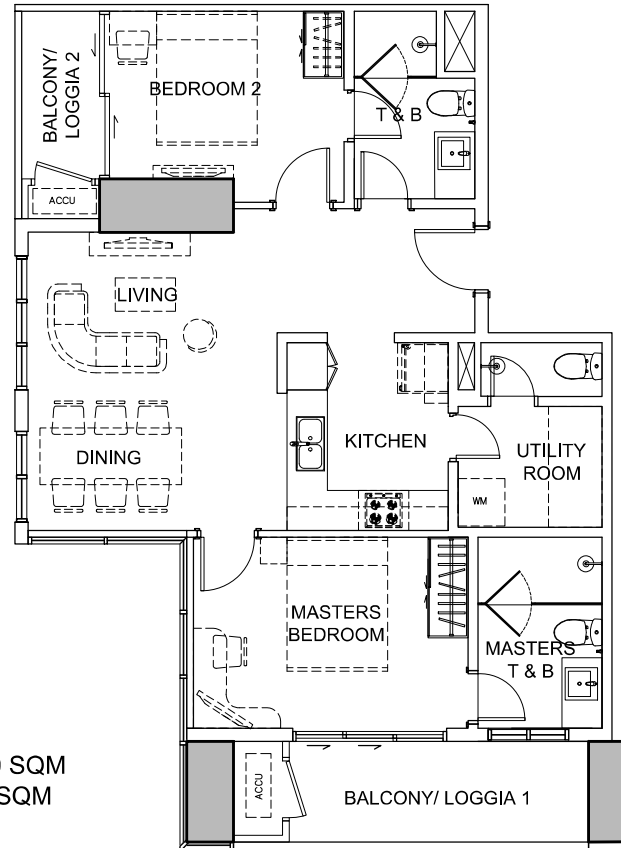 BALCONY/
LOGGIA 2
BEDROOM 2
T & B
ACCU
LIVING
KITCHEN
DINING
UTILITY
ROOM
WM
MASTERS
BEDROOM
MASTERS
T & B
SQM
SQM
ACCU
BALCONY/ LOGGIA 1